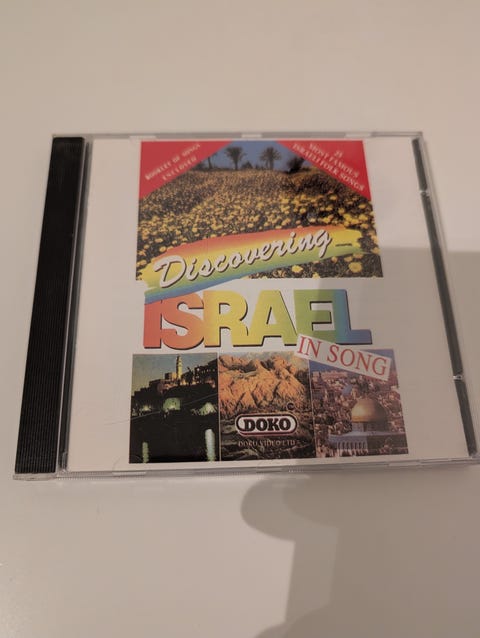 BOOKLET OF SONGS
ENCLOSED
25
MOST FAMOUS
ISRAELI FOLK SONGS
Discovering
ISRAEL
IN SONG
DOKO
DOKO VIDEO LTD